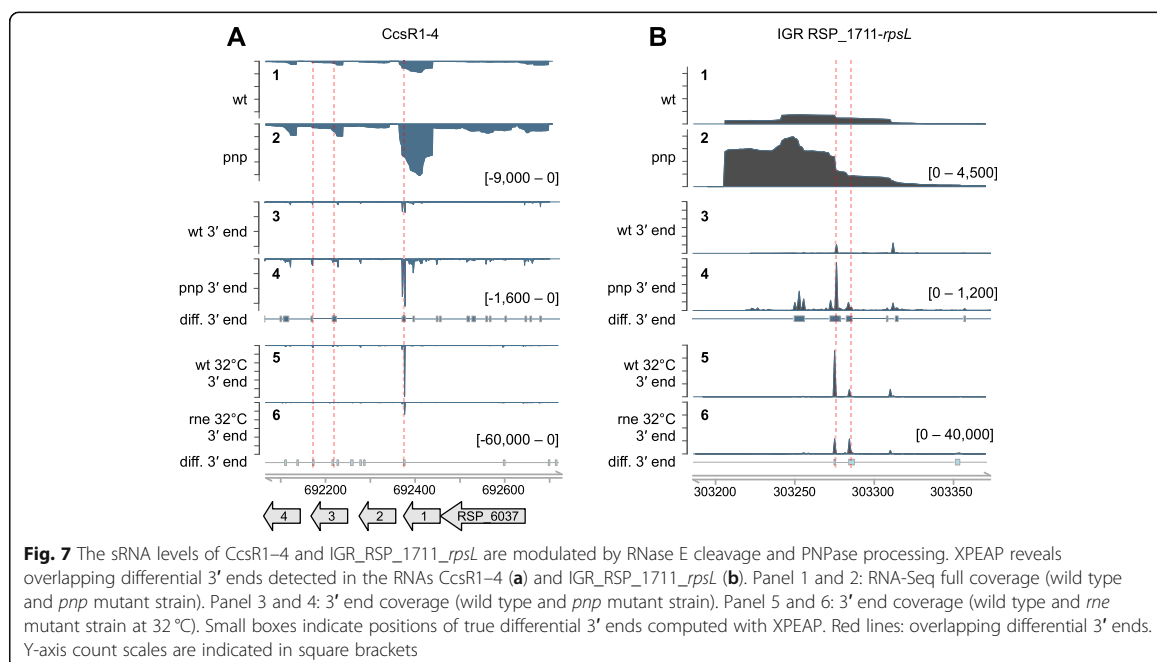 A
CcsR1-4
1
wt
2
pnp
[-9,000 – 0]
3
wt 3′ end
4
pnp 3′ end
[-1,600 – 0]
diff. 3′ end
5
wt 32°C
3′ end
6
rne 32°C
3′ end
[-60,000 – 0]
diff. 3′ end
692200 692400 692600
4 3 2 1 RSP_6037
B
IGR RSP_1711-rpsL
1
wt
2
pnp
[0 – 4,500]
3
wt 3′ end
4
pnp 3′ end
[0 – 1,200]
diff. 3′ end
5
wt 32°C
3′ end
6
rne 32°C
3′ end
[0 – 40,000]
diff. 3′ end
303200 303250 303300 303350
Fig. 7 The sRNA levels of CcsR1–4 and IGR_RSP_1711_rpsL are modulated by RNase E cleavage and PNPase processing. XPEAP reveals
overlapping differential 3′ ends detected in the RNAs CcsR1–4 (a) and IGR_RSP_1711_rpsL (b). Panel 1 and 2: RNA-Seq full coverage (wild type
and pnp mutant strain). Panel 3 and 4: 3′ end coverage (wild type and pnp mutant strain). Panel 5 and 6: 3′ end coverage (wild type and rne
mutant strain at 32 °C). Small boxes indicate positions of true differential 3′ ends computed with XPEAP. Red lines: overlapping differential 3′ ends.
Y-axis count scales are indicated in square brackets